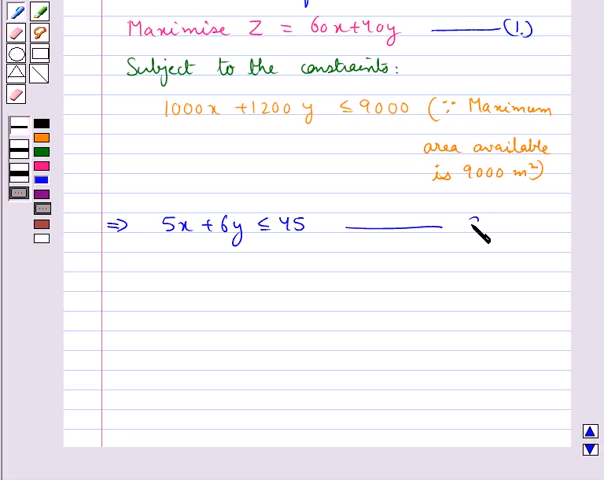 Maximise Z = 60x+40y ——— (1.)
Subject to the constraints:
1000x + 1200 y ≤ 9000 (∵ Maximum
area available
is 9000 m²)
⇒ 5x + 6y ≤ 45 ———